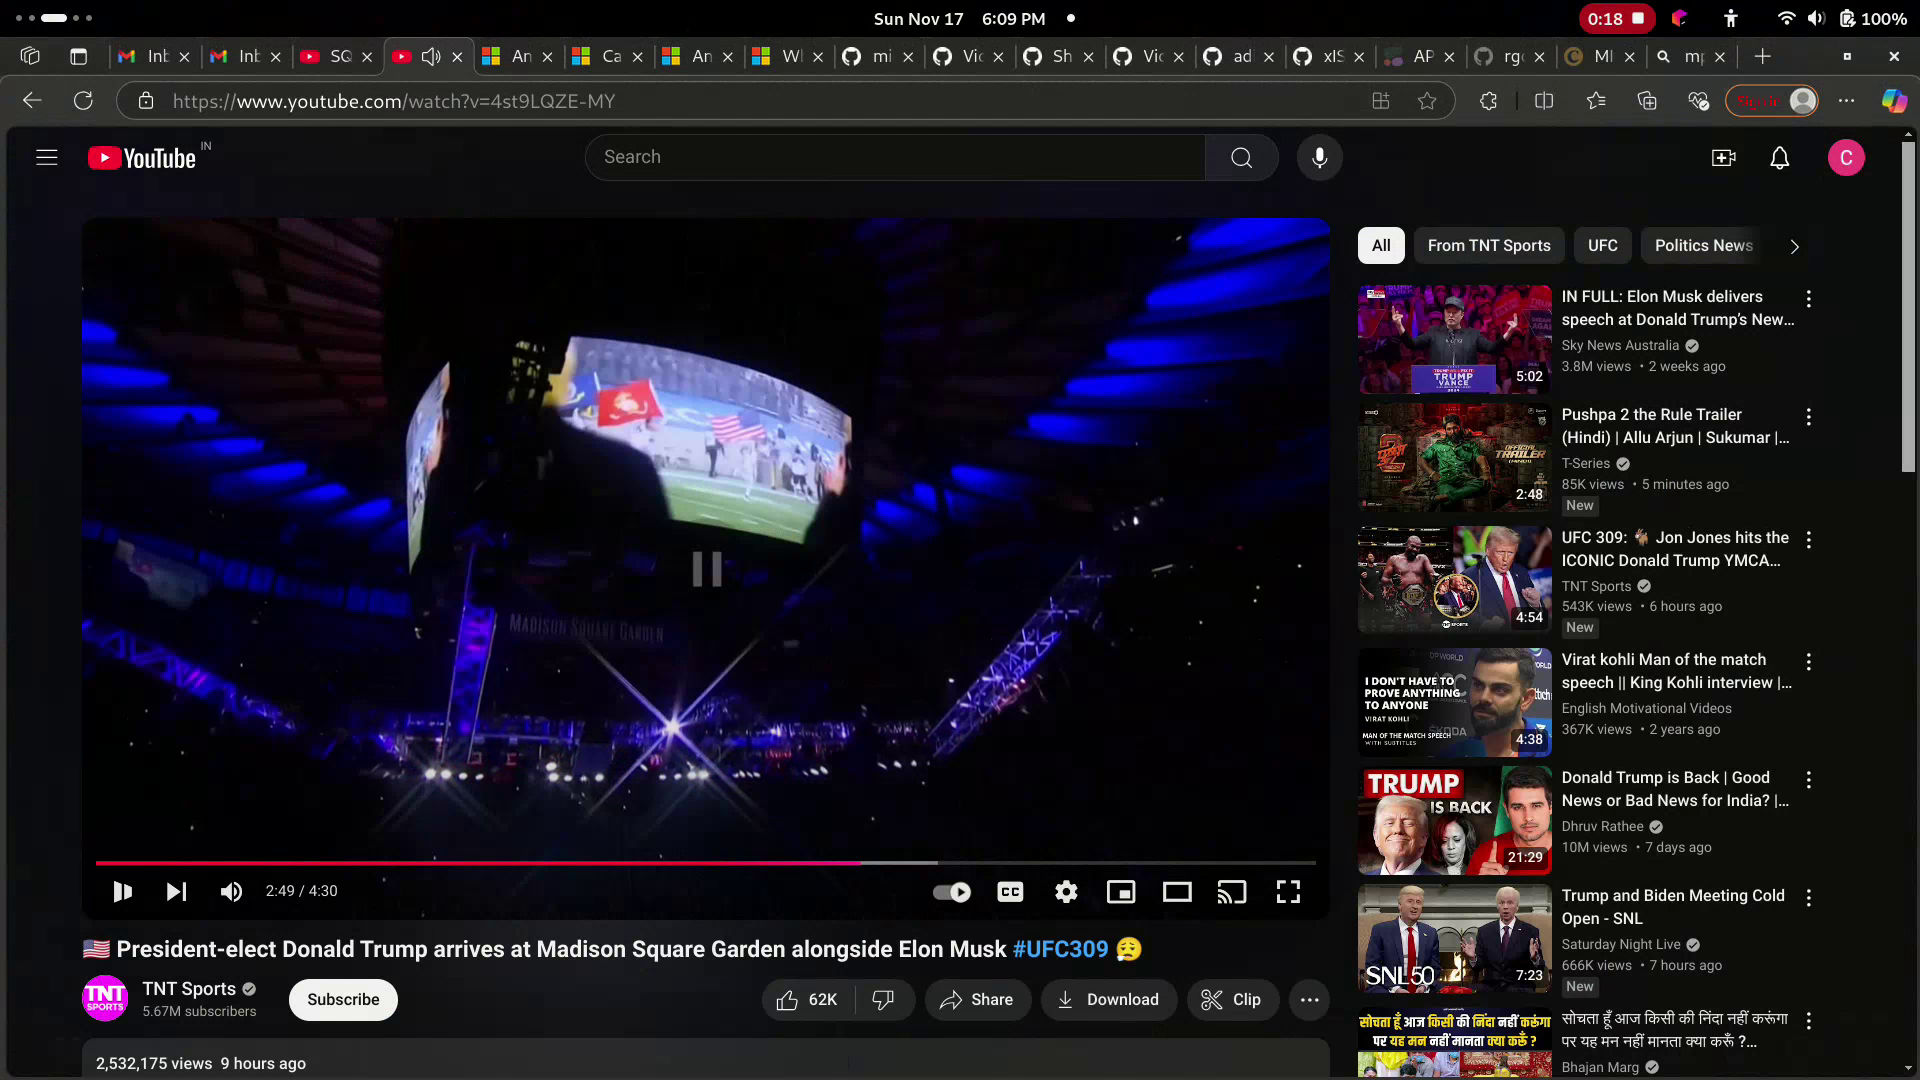 Sun Nov 17 6:09 PM
0:18
100%
Inb
Inb
SQ
An
Ca
An
Wl
mi
Vic
Sh
Vic
adi
xIS
AP
rgc
MI
mp
https://www.youtube.com/watch?v=4st9LQZE-MY
Sign in
YouTube IN
Search
C
All
From TNT Sports
UFC
Politics News
MADISON SQUARE GARDEN
2:49 / 4:30
CC
🇺🇸 President-elect Donald Trump arrives at Madison Square Garden alongside Elon Musk #UFC309 😮‍💨
TNT SPORTS
TNT Sports
5.67M subscribers
Subscribe
62K
Share
Download
Clip
2,532,175 views 9 hours ago
TRUMP
VANCE
5:02
IN FULL: Elon Musk delivers
speech at Donald Trump’s New...
Sky News Australia
3.8M views • 2 weeks ago
OFFICIAL
TRAILER
2:48
Pushpa 2 the Rule Trailer
(Hindi) | Allu Arjun | Sukumar |...
T-Series
85K views • 5 minutes ago
New
4:54
UFC 309: 🐐 Jon Jones hits the
ICONIC Donald Trump YMCA...
TNT Sports
543K views • 6 hours ago
New
I DON'T HAVE TO
PROVE ANYTHING
TO ANYONE
VIRAT KOHLI
MAN OF THE MATCH SPEECH
WITH SUBTITLES
4:38
Virat kohli Man of the match
speech || King Kohli interview |...
English Motivational Videos
367K views • 2 years ago
TRUMP
IS BACK
21:29
Donald Trump is Back | Good
News or Bad News for India? |...
Dhruv Rathee
10M views • 7 days ago
SNL50
7:23
Trump and Biden Meeting Cold
Open - SNL
Saturday Night Live
666K views • 7 hours ago
New
सोचता हूँ आज किसी की निंदा नहीं करूंगा
पर यह मन नहीं मानता क्या करूँ ?
सोचता हूँ आज किसी की निंदा नहीं करूंगा
पर यह मन नहीं मानता क्या करूँ ?...
Bhajan Marg